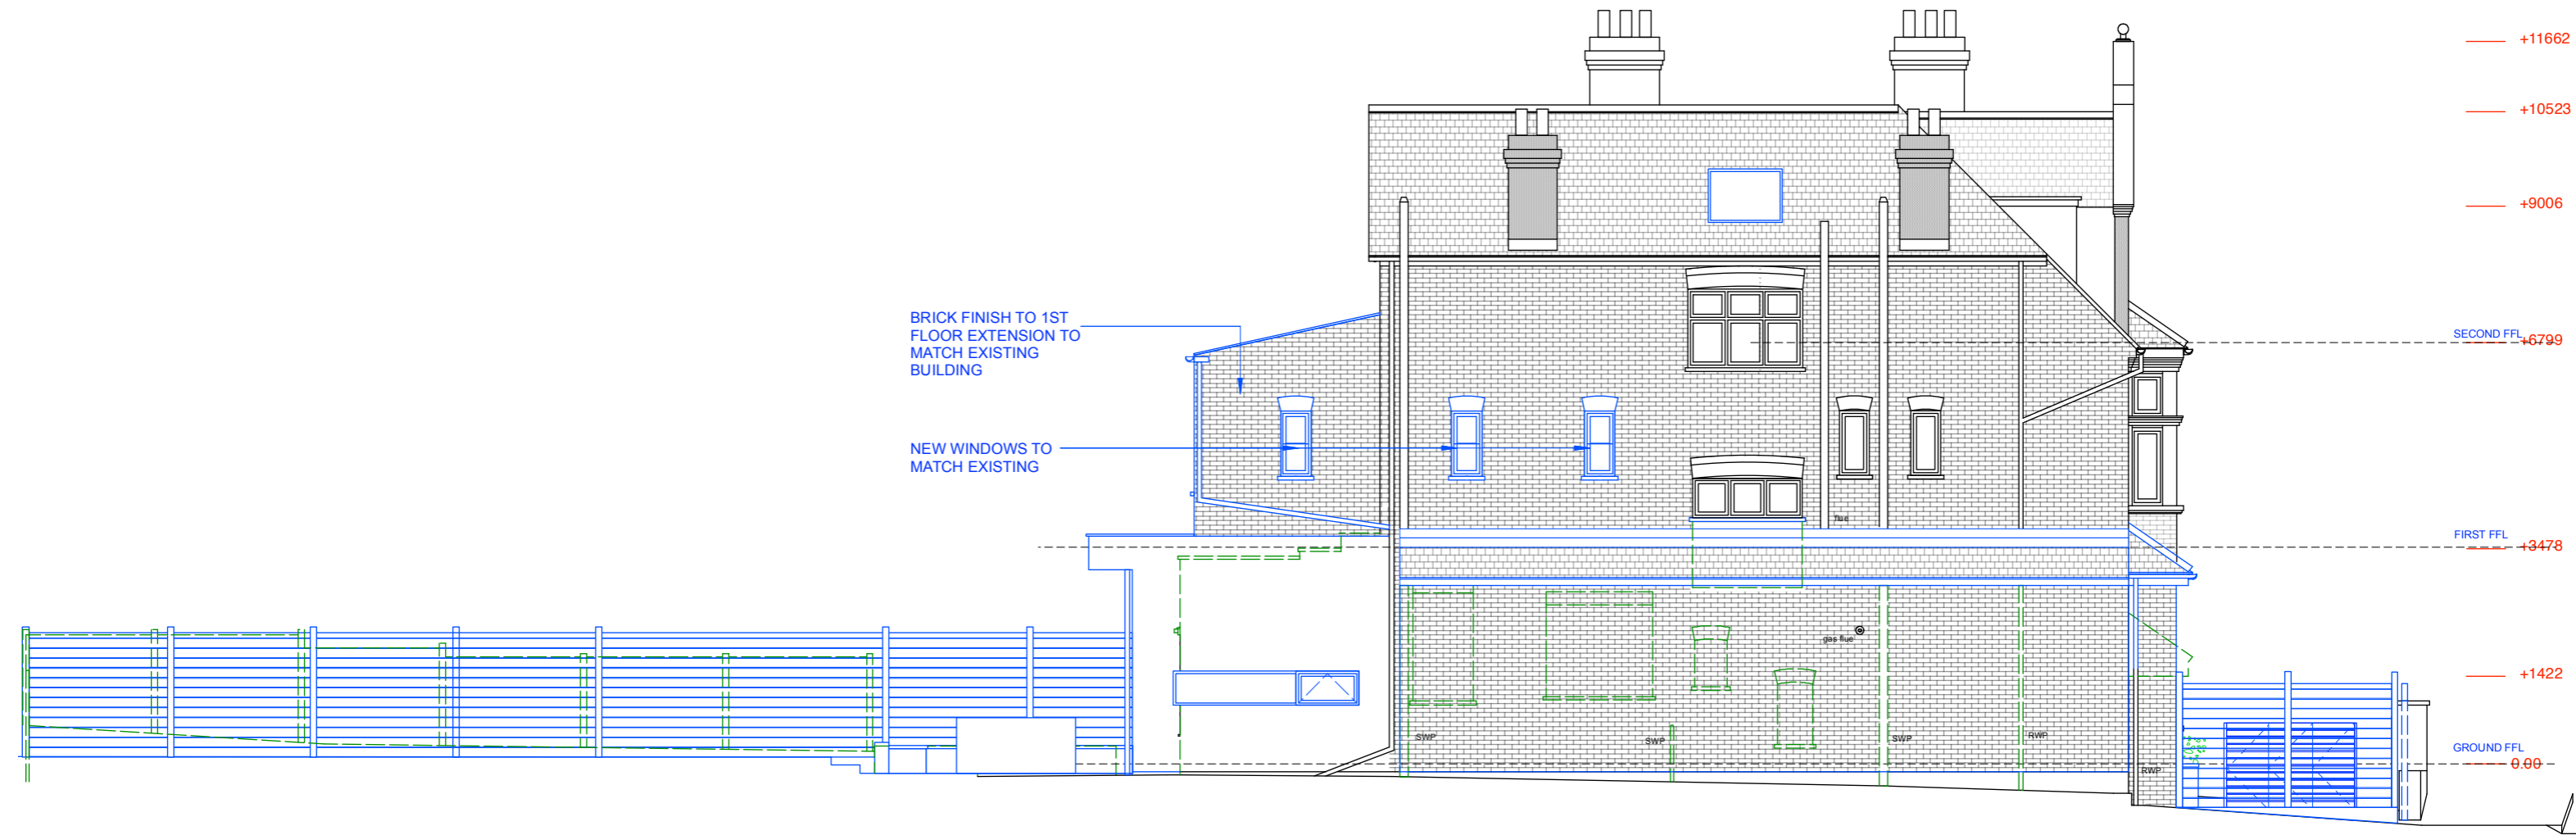 +11662
+10523
+9006
BRICK FINISH TO 1ST
FLOOR EXTENSION TO
MATCH EXISTING
BUILDING
SECOND FFL
+6799
NEW WINDOWS TO
MATCH EXISTING
flue
FIRST FFL
+3478
gas flue
+1422
SWP
SWP
SWP
RWP
GROUND FFL
0.00
RWP